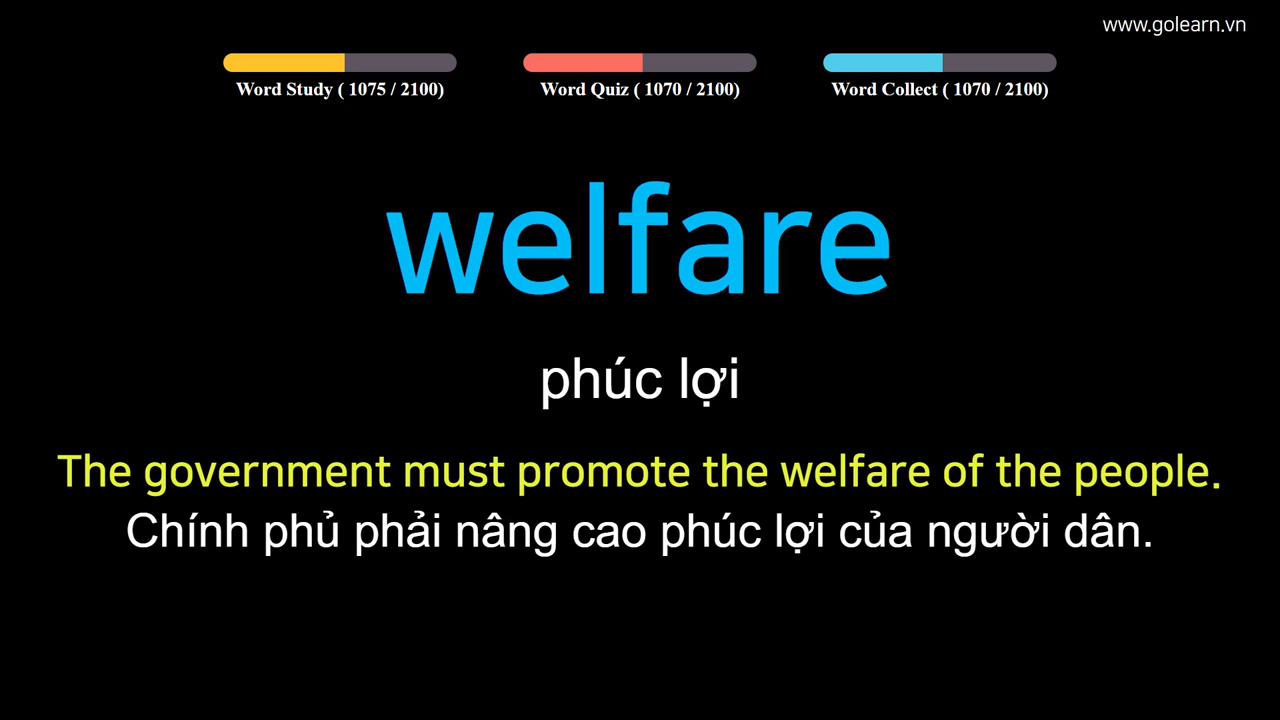 www.golearn.vn
Word Study ( 1075 / 2100)
Word Quiz ( 1070 / 2100)
Word Collect ( 1070 / 2100)
welfare
phúc lợi
The government must promote the welfare of the people.
Chính phủ phải nâng cao phúc lợi của người dân.